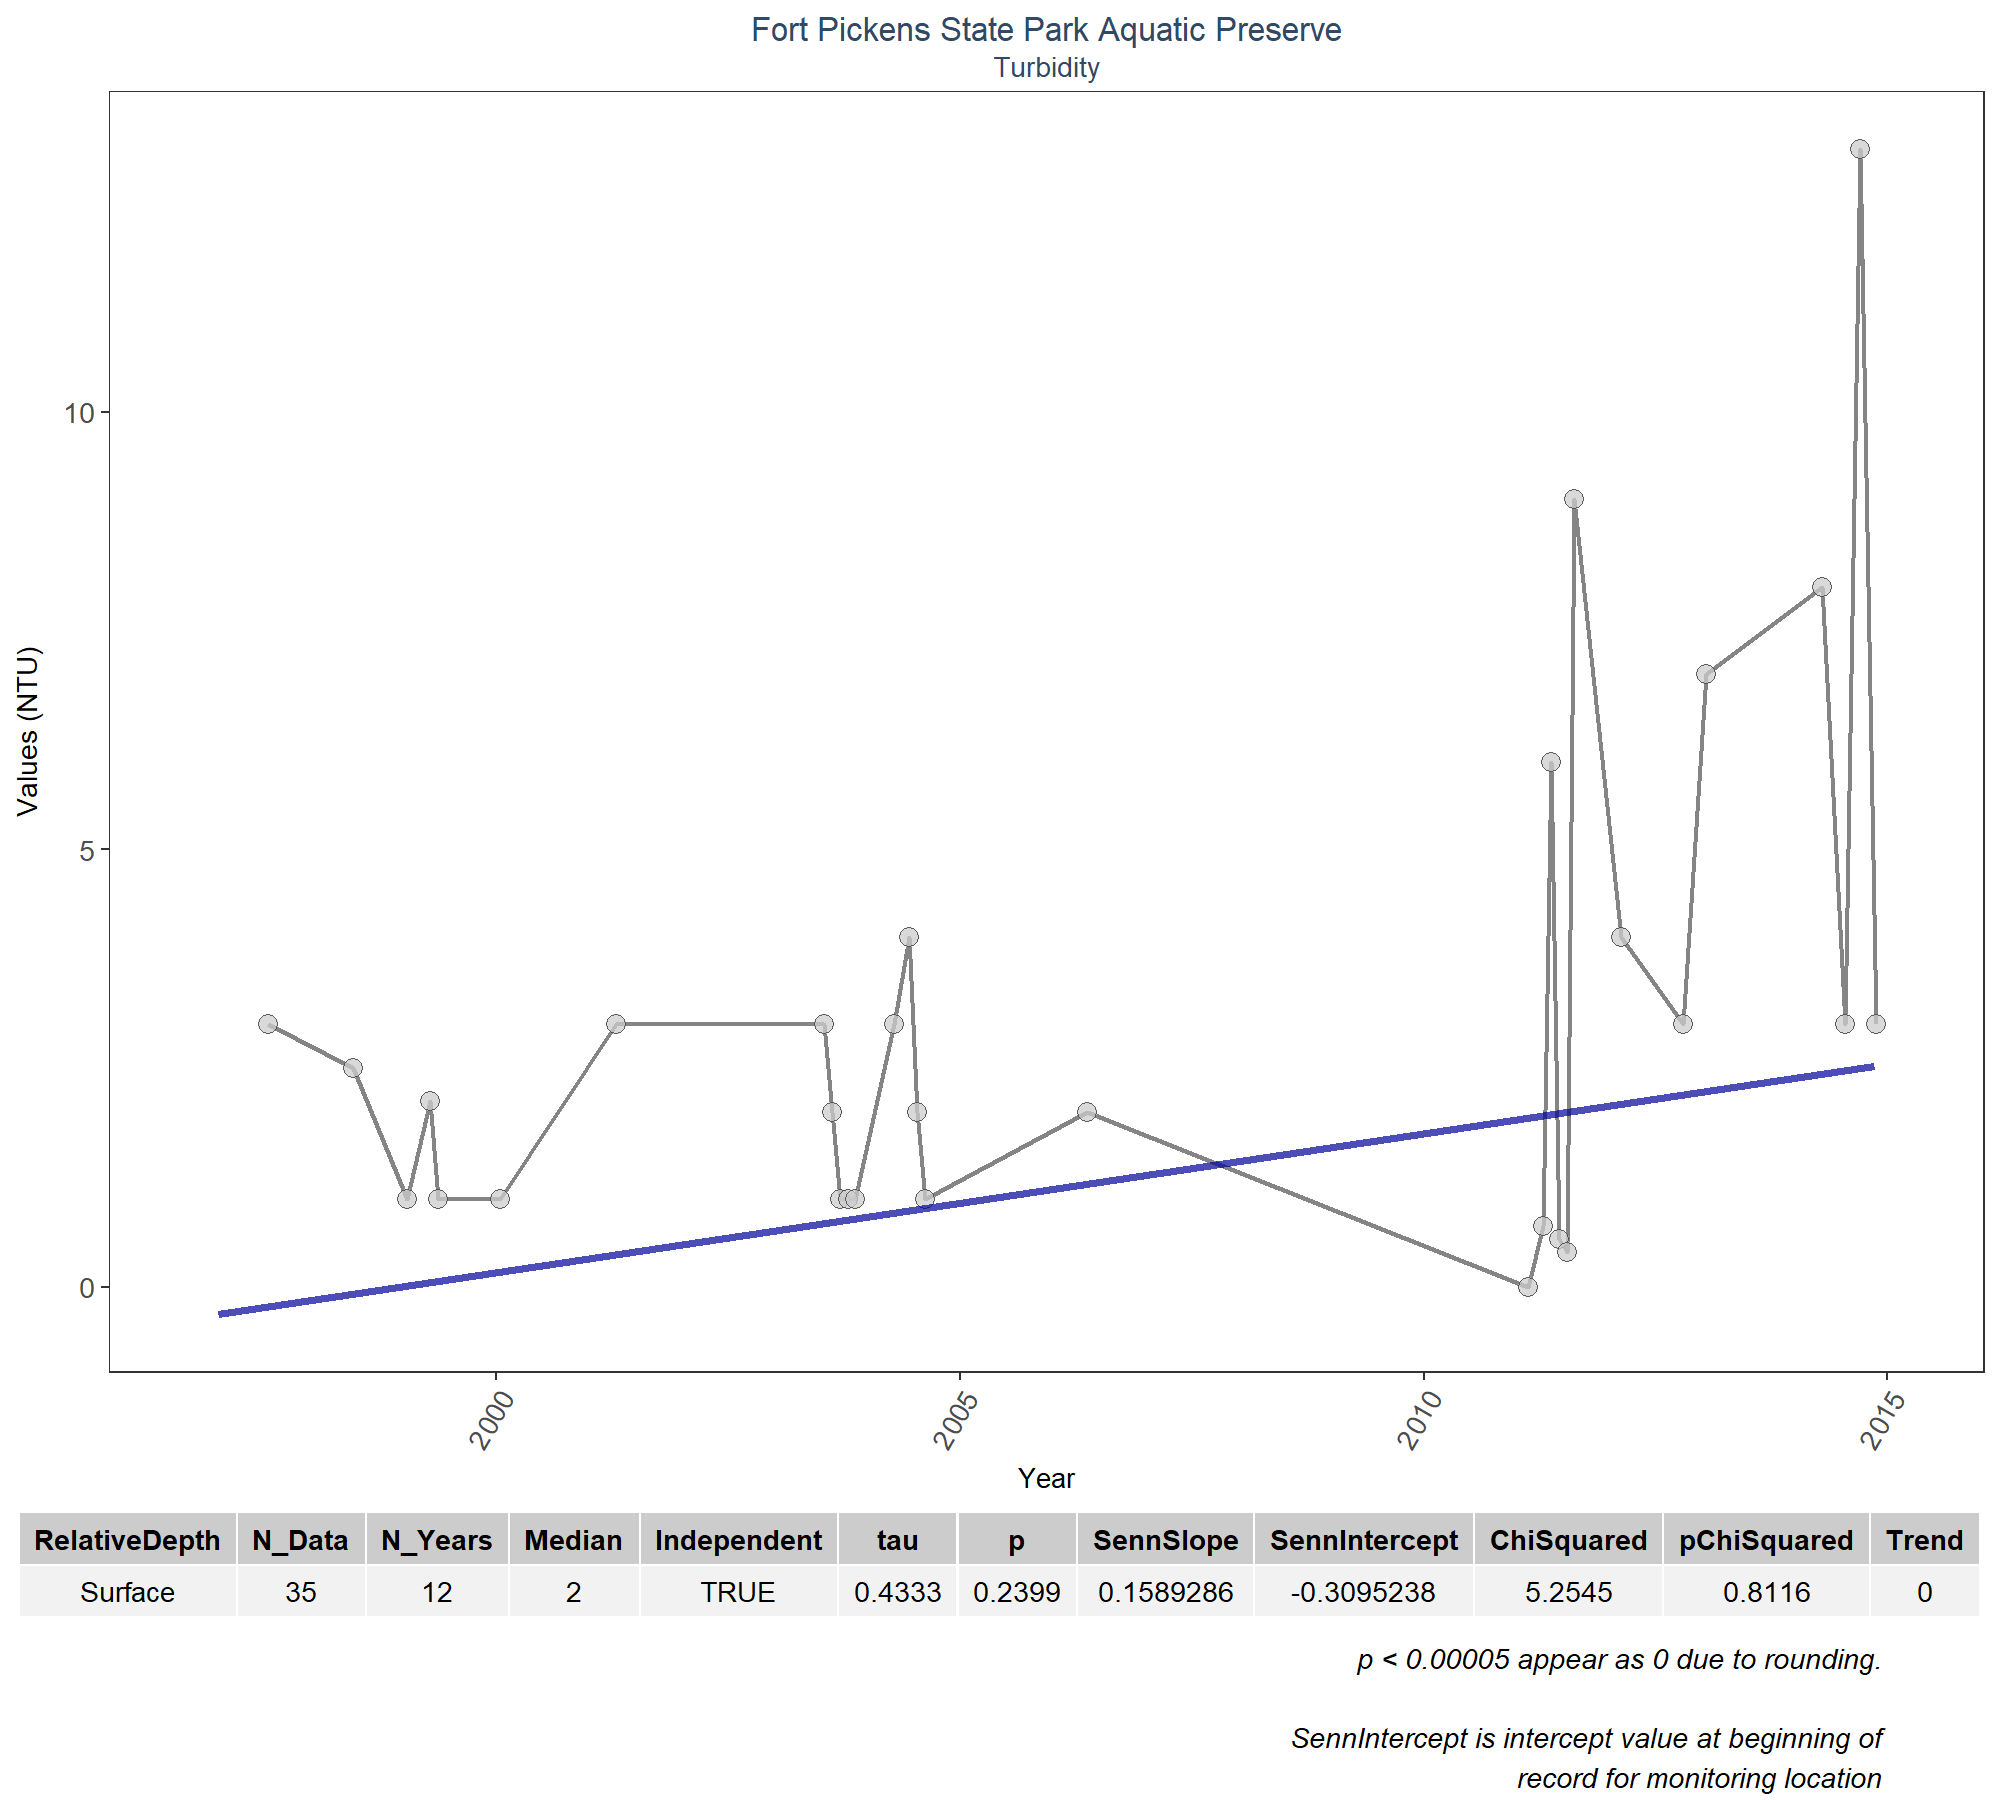 Fort Pickens State Park Aquatic Preserve
Turbidity
Values (NTU)
10
5
0
2000 2005 2010 2015
Year
RelativeDepth N_Data N_Years Median Independent tau p SennSlope SennIntercept ChiSquared pChiSquared Trend
Surface 35 12 2 TRUE 0.4333 0.2399 0.1589286 -0.3095238 5.2545 0.8116 0
p < 0.00005 appear as 0 due to rounding.
SennIntercept is intercept value at beginning of
record for monitoring location